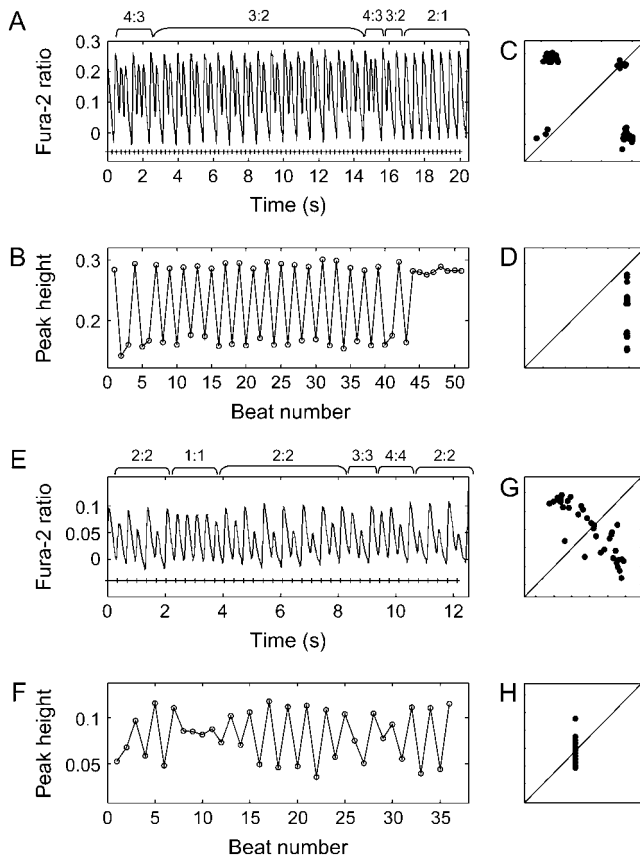 A
4:3 3:2 4:3 3:2 2:1
Fura-2 ratio
0.3
0.2
0.1
0
0 2 4 6 8 10 12 14 16 18 20
Time (s)
C
B
Peak height
0.3
0.2
0 5 10 15 20 25 30 35 40 45 50
Beat number
D
E
2:2 1:1 2:2 3:3 4:4 2:2
Fura-2 ratio
0.1
0.05
0
0 2 4 6 8 10 12
Time (s)
G
F
Peak height
0.1
0.05
0 5 10 15 20 25 30 35
Beat number
H